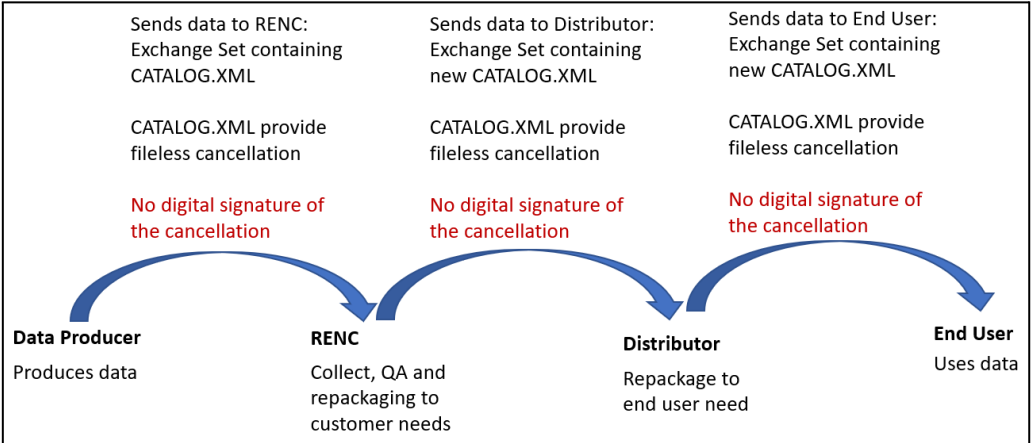 Sends data to RENC:
Exchange Set containing
CATALOG.XML
CATALOG.XML provide
fileless cancellation
No digital signature of
the cancellation
Sends data to Distributor:
Exchange Set containing
new CATALOG.XML
CATALOG.XML provide
fileless cancellation
No digital signature of
the cancellation
Sends data to End User:
Exchange Set containing
new CATALOG.XML
CATALOG.XML provide
fileless cancellation
No digital signature of
the cancellation
Data Producer
Produces data
RENC
Collect, QA and
repackaging to
customer needs
Distributor
Repackage to
end user need
End User
Uses data